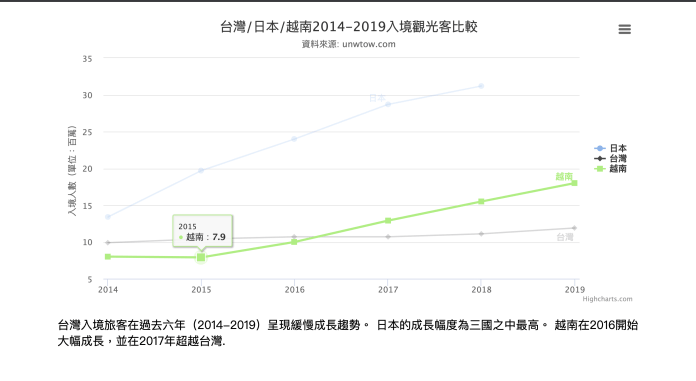 台灣/日本/越南2014-2019入境觀光客比較
資料來源: unwtow.com
入境人數（單位：百萬）
35
30
25
20
15
10
5
日本
越南
台灣
2015
越南：7.9
2014
2015
2016
2017
2018
2019
日本
台灣
越南
Highcharts.com
台灣入境旅客在過去六年（2014–2019）呈現緩慢成長趨勢。 日本的成長幅度為三國之中最高。 越南在2016開始
大幅成長，並在2017年超越台灣.